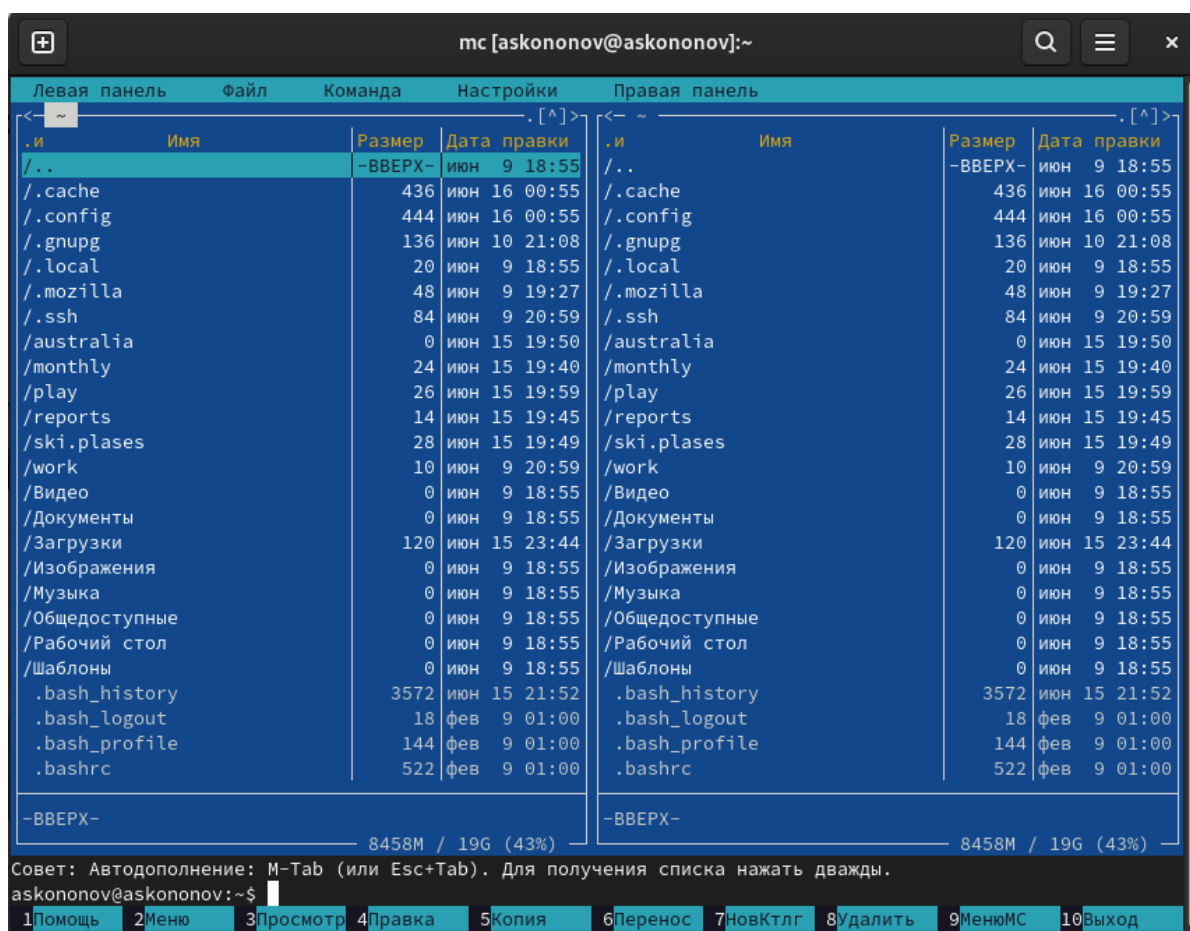 mc [askononov@askononov]:~
Левая панель Файл Команда Настройки Правая панель
<─ ~ ─.[^]>┐ ┌<─ ~ ─.[^]>
.и Имя Размер Дата правки .и Имя Размер Дата правки
/.. -ВВЕРХ- июн 9 18:55 /.. -ВВЕРХ- июн 9 18:55
/.cache 436 июн 16 00:55 /.cache 436 июн 16 00:55
/.config 444 июн 16 00:55 /.config 444 июн 16 00:55
/.gnupg 136 июн 10 21:08 /.gnupg 136 июн 10 21:08
/.local 20 июн 9 18:55 /.local 20 июн 9 18:55
/.mozilla 48 июн 9 19:27 /.mozilla 48 июн 9 19:27
/.ssh 84 июн 9 20:59 /.ssh 84 июн 9 20:59
/australia 0 июн 15 19:50 /australia 0 июн 15 19:50
/monthly 24 июн 15 19:40 /monthly 24 июн 15 19:40
/play 26 июн 15 19:59 /play 26 июн 15 19:59
/reports 14 июн 15 19:45 /reports 14 июн 15 19:45
/ski.plases 28 июн 15 19:49 /ski.plases 28 июн 15 19:49
/work 10 июн 9 20:59 /work 10 июн 9 20:59
/Видео 0 июн 9 18:55 /Видео 0 июн 9 18:55
/Документы 0 июн 9 18:55 /Документы 0 июн 9 18:55
/Загрузки 120 июн 15 23:44 /Загрузки 120 июн 15 23:44
/Изображения 0 июн 9 18:55 /Изображения 0 июн 9 18:55
/Музыка 0 июн 9 18:55 /Музыка 0 июн 9 18:55
/Общедоступные 0 июн 9 18:55 /Общедоступные 0 июн 9 18:55
/Рабочий стол 0 июн 9 18:55 /Рабочий стол 0 июн 9 18:55
/Шаблоны 0 июн 9 18:55 /Шаблоны 0 июн 9 18:55
.bash_history 3572 июн 15 21:52 .bash_history 3572 июн 15 21:52
.bash_logout 18 фев 9 01:00 .bash_logout 18 фев 9 01:00
.bash_profile 144 фев 9 01:00 .bash_profile 144 фев 9 01:00
.bashrc 522 фев 9 01:00 .bashrc 522 фев 9 01:00
-ВВЕРХ- -ВВЕРХ-
8458M / 19G (43%) 8458M / 19G (43%)
Совет: Автодополнение: M-Tab (или Esc+Tab). Для получения списка нажать дважды.
askononov@askononov:~$
1Помощь 2Меню 3Просмотр 4Правка 5Копия 6Перенос 7НовКтлг 8Удалить 9МенюMC 10Выход